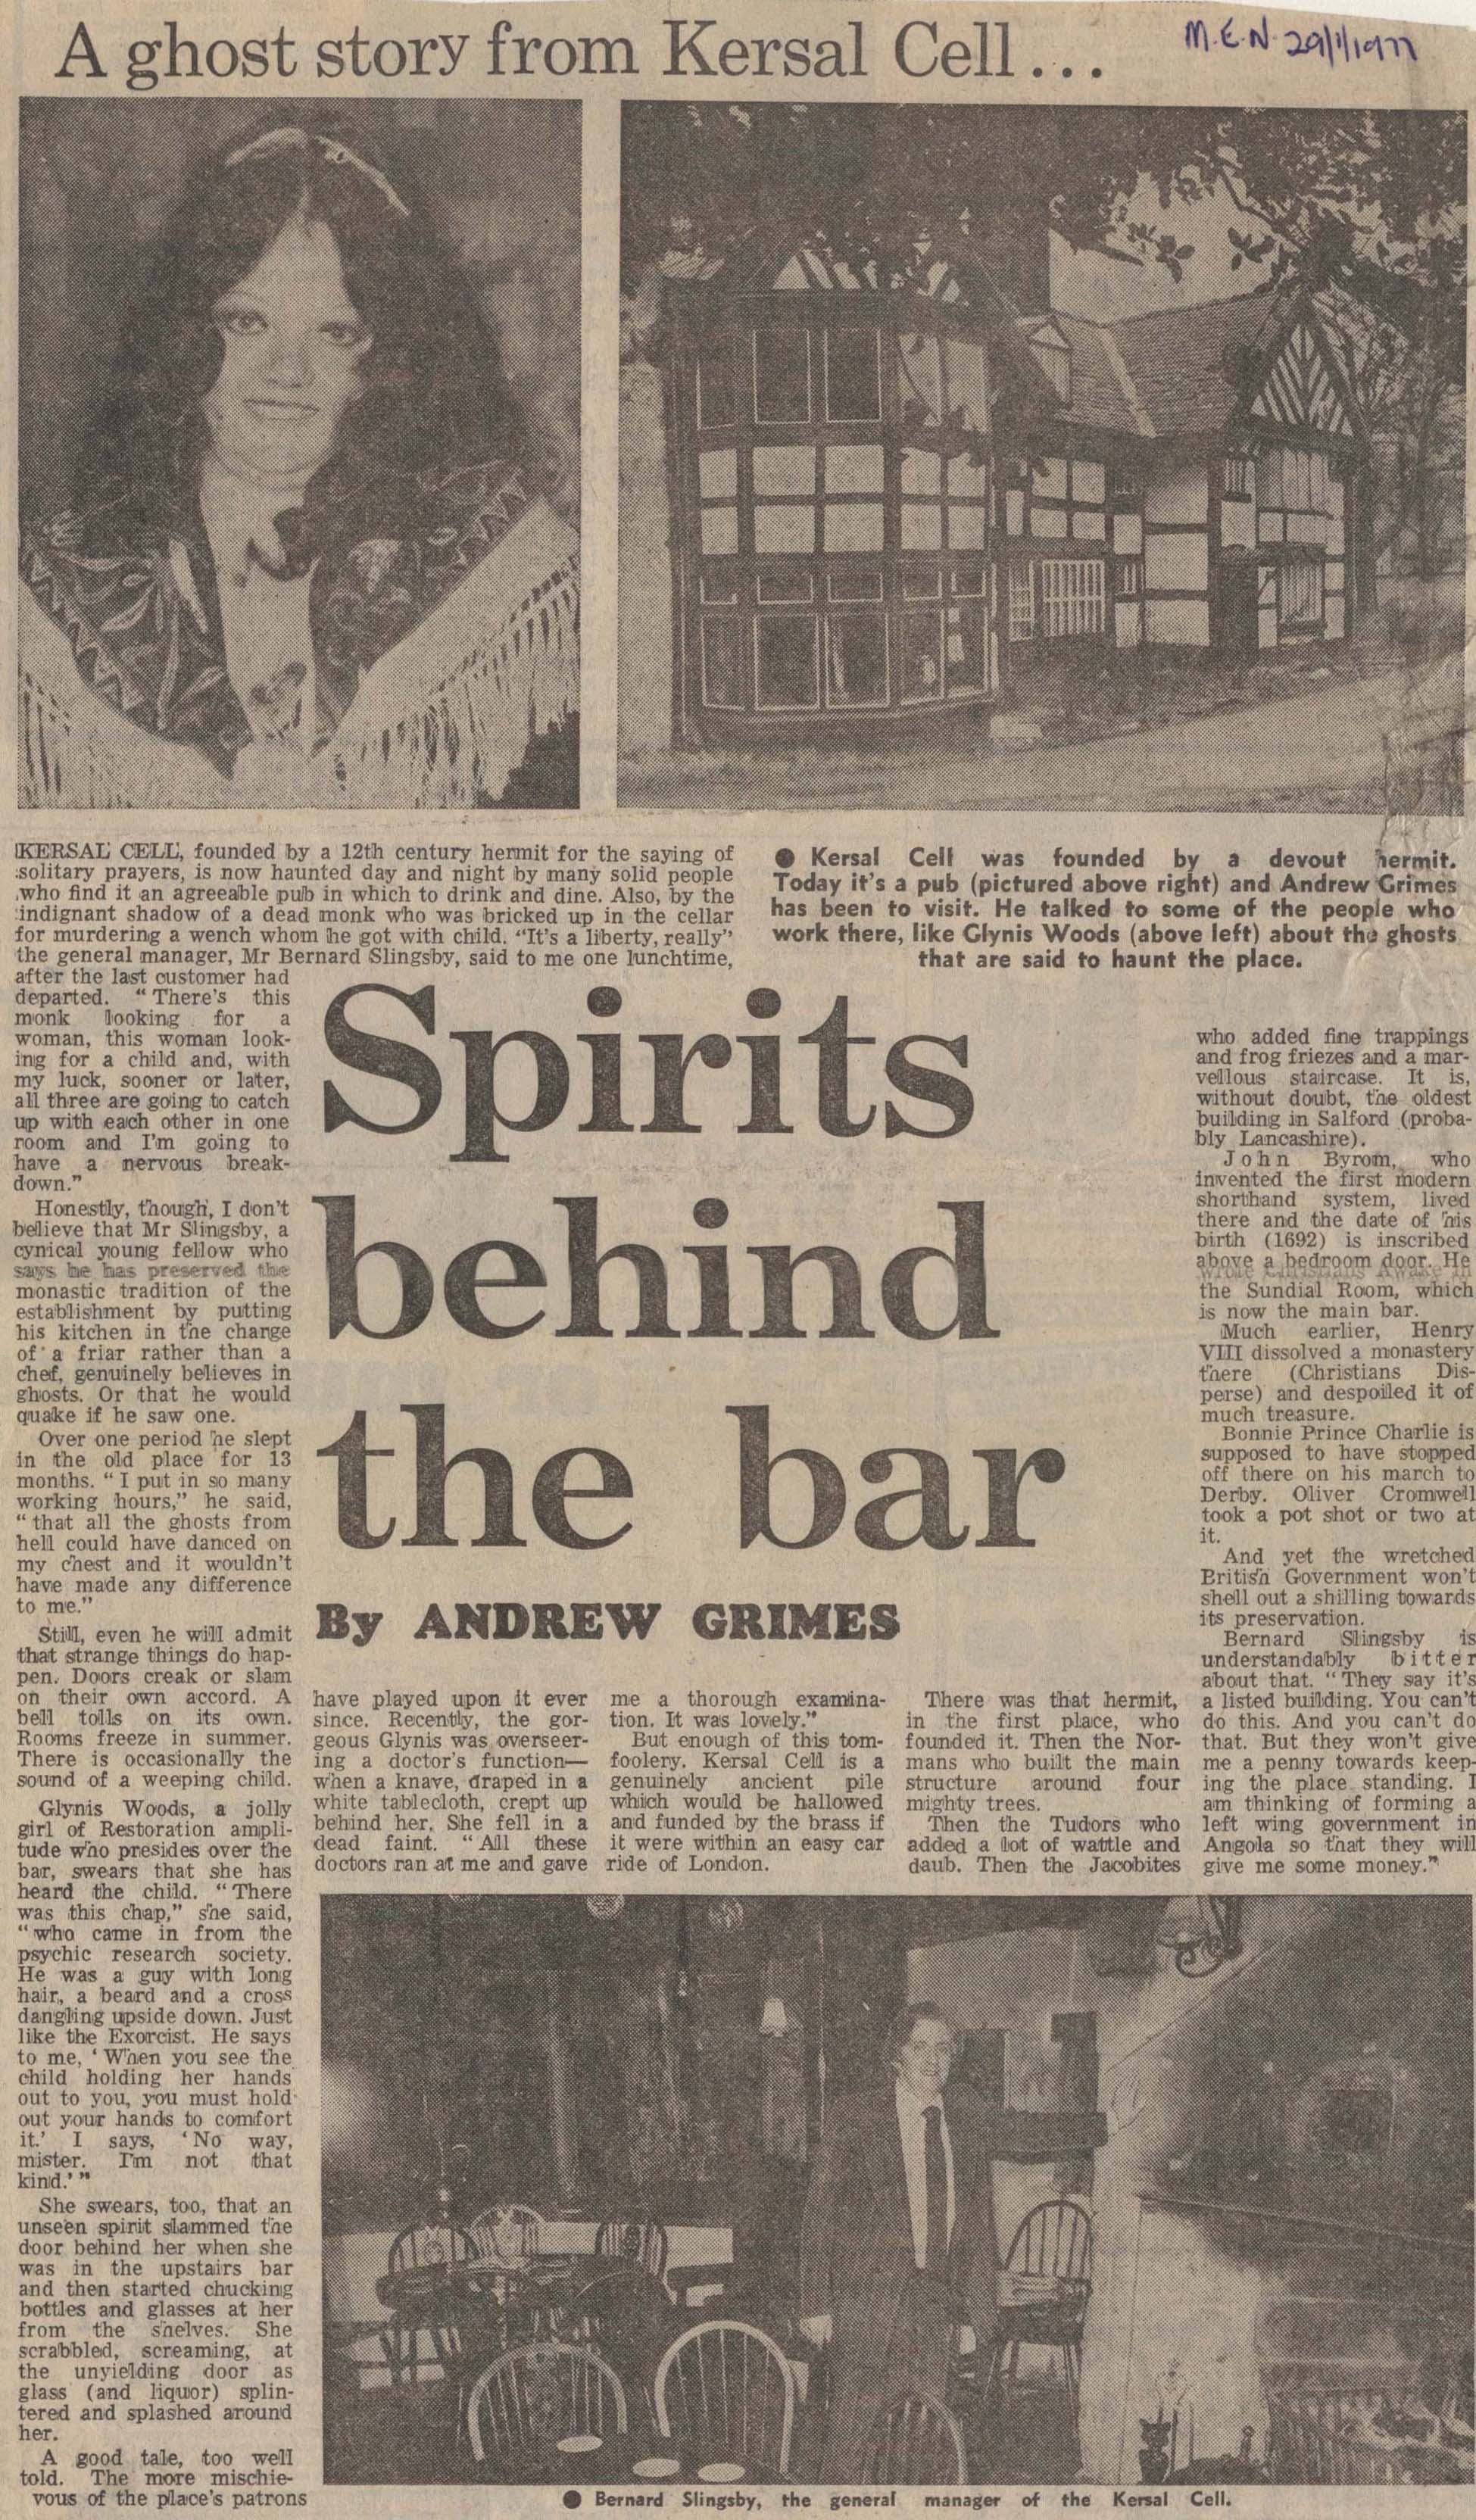 A ghost story from Kersal Cell...
M.E.N. 29/1/1977
KERSAL CELL, founded by a 12th century hermit for the saying of
solitary prayers, is now haunted day and night by many solid people
who find it an agreeable pub in which to drink and dine. Also, by the
indignant shadow of a dead monk who was bricked up in the cellar
for murdering a wench whom he got with child. “It's a liberty, really”
the general manager, Mr Bernard Slingsby, said to me one lunchtime,
after the last customer had
departed. “There's this
monk looking for a
woman, this woman look-
ing for a child and, with
my luck, sooner or later,
all three are going to catch
up with each other in one
room and I'm going to
have a nervous break-
down.”
Honestly, though, I don't
believe that Mr Slingsby, a
cynical young fellow who
says he has preserved the
monastic tradition of the
establishment by putting
his kitchen in the charge
of a friar rather than a
chef, genuinely believes in
ghosts. Or that he would
quake if he saw one.
Over one period he slept
in the old place for 13
months. “I put in so many
working hours,” he said,
“that all the ghosts from
hell could have danced on
my chest and it wouldn't
have made any difference
to me.”
Still, even he will admit
that strange things do hap-
pen. Doors creak or slam
on their own accord. A
bell tolls on its own.
Rooms freeze in summer.
There is occasionally the
sound of a weeping child.
Glynis Woods, a jolly
girl of Restoration ampli-
tude who presides over the
bar, swears that she has
heard the child. “There
was this chap,” she said,
“who came in from the
psychic research society.
He was a guy with long
hair, a beard and a cross
dangling upside down. Just
like the Exorcist. He says
to me, ‘When you see the
child holding her hands
out to you, you must hold
out your hands to comfort
it.’ I says, ‘No way,
mister. I'm not that
kind.’”
She swears, too, that an
unseen spirit slammed the
door behind her when she
was in the upstairs bar
and then started chucking
bottles and glasses at her
from the shelves. She
scrabbled, screaming, at
the unyielding door as
glass (and liquor) splin-
tered and splashed around
her.
A good tale, too well
told. The more mischie-
vous of the place's patrons
● Kersal Cell was founded by a devout hermit.
Today it's a pub (pictured above right) and Andrew Grimes
has been to visit. He talked to some of the people who
work there, like Glynis Woods (above left) about the ghosts
that are said to haunt the place.
Spirits
behind
the bar
By ANDREW GRIMES
have played upon it ever
since. Recently, the gor-
geous Glynis was overseer-
ing a doctor's function—
when a knave, draped in a
white tablecloth, crept up
behind her. She fell in a
dead faint. “All these
doctors ran at me and gave
me a thorough examina-
tion. It was lovely.”
But enough of this tom-
foolery. Kersal Cell is a
genuinely ancient pile
which would be hallowed
and funded by the brass if
it were within an easy car
ride of London.
There was that hermit,
in the first place, who
founded it. Then the Nor-
mans who built the main
structure around four
mighty trees.
Then the Tudors who
added a lot of wattle and
daub. Then the Jacobites
who added fine trappings
and frog friezes and a mar-
vellous staircase. It is,
without doubt, the oldest
building in Salford (proba-
bly Lancashire).
John Byrom, who
invented the first modern
shorthand system, lived
there and the date of his
birth (1692) is inscribed
above a bedroom door. He
wrote Christians Awake in
the Sundial Room, which
is now the main bar.
Much earlier, Henry
VIII dissolved a monastery
there (Christians Dis-
perse) and despoiled it of
much treasure.
Bonnie Prince Charlie is
supposed to have stopped
off there on his march to
Derby. Oliver Cromwell
took a pot shot or two at
it.
And yet the wretched
British Government won't
shell out a shilling towards
its preservation.
Bernard Slingsby is
understandably bitter
about that. “They say it's
a listed building. You can't
do this. And you can't do
that. But they won't give
me a penny towards keep-
ing the place standing. I
am thinking of forming a
left wing government in
Angola so that they will
give me some money.”
● Bernard Slingsby, the general manager of the Kersal Cell.